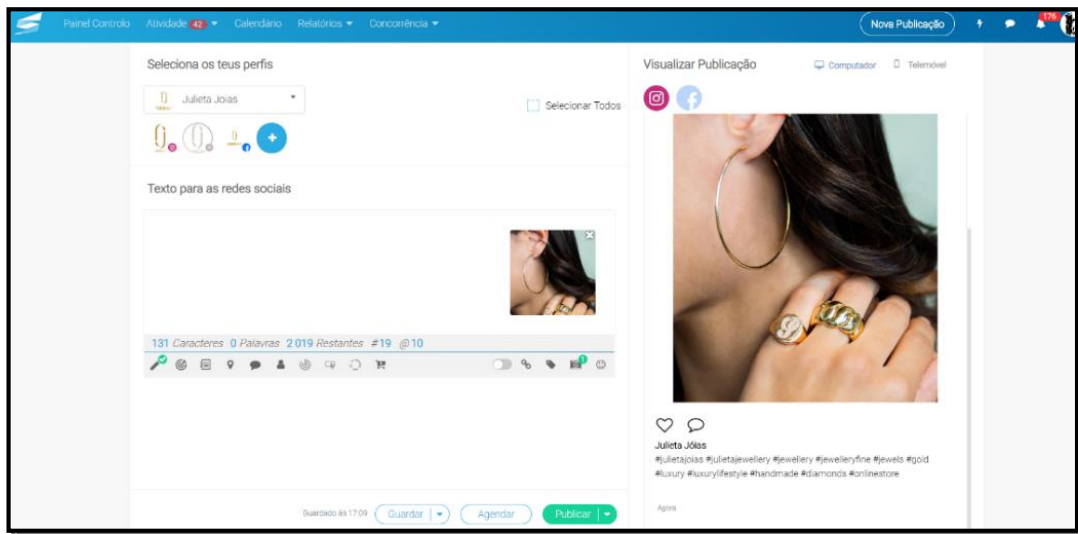 Painel Controlo Atividade 42 Calendário Relatórios Concorrência Nova Publicação 176
Seleciona os teus perfis
Julieta Joias
Selecionar Todos
Texto para as redes sociais
131 Caracteres 0 Palavras 2 019 Restantes #19 @10
1
Guardado às 17:09 Guardar Agendar Publicar
Visualizar Publicação Computador Telemóvel
Julieta Jóias
#julietajoias #julietajewellery #jewellery #jewelleryfine #jewels #gold
#luxury #luxurylifestyle #handmade #diamonds #onlinestore
Agora